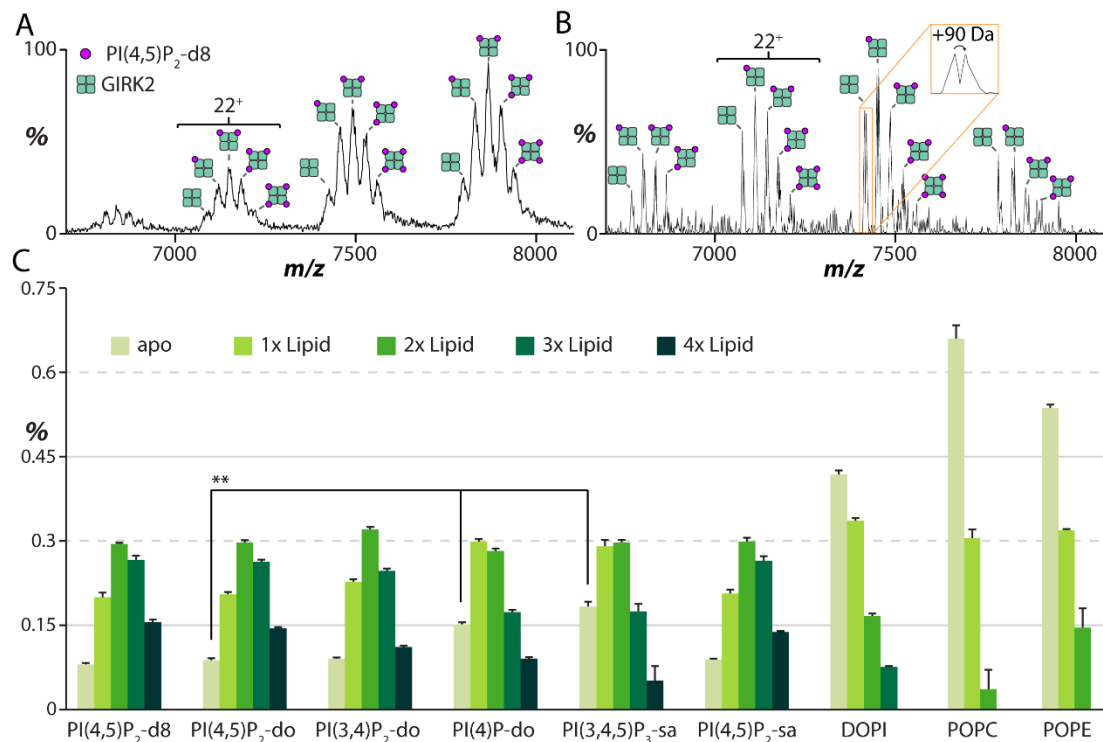 A
100
PI(4,5)P₂-d8
GIRK2
22⁺
%
0
7000
7500
8000
m/z
B
100
22⁺
+90 Da
%
0
7000
7500
8000
m/z
C
0.75
apo
1x Lipid
2x Lipid
3x Lipid
4x Lipid
0.6
%
0.45
**
0.3
0.15
0
PI(4,5)P₂-d8
PI(4,5)P₂-do
PI(3,4)P₂-do
PI(4)P-do
PI(3,4,5)P₃-sa
PI(4,5)P₂-sa
DOPI
POPC
POPE